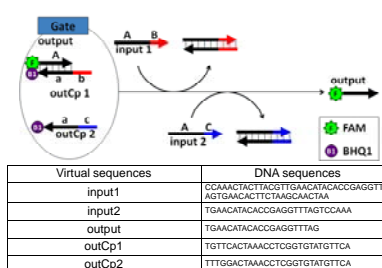 Gate
output
A
F
B1
a b
outCp 1
B1
a c
outCp 2
A B
input 1
A C
input 2
output
F
F FAM
B1 BHQ1
Virtual sequences DNA sequences
input1 CCAAACTACTTACGTTGAACATACACCGAGGTT
AGTGAACACTTCTAAGCAACTAA
input2 TGAACATACACCGAGGTTTAGTCCAAA
output TGAACATACACCGAGGTTTAG
outCp1 TGTTCACTAAACCTCGGTGTATGTTCA
outCp2 TTTGGACTAAACCTCGGTGTATGTTCA